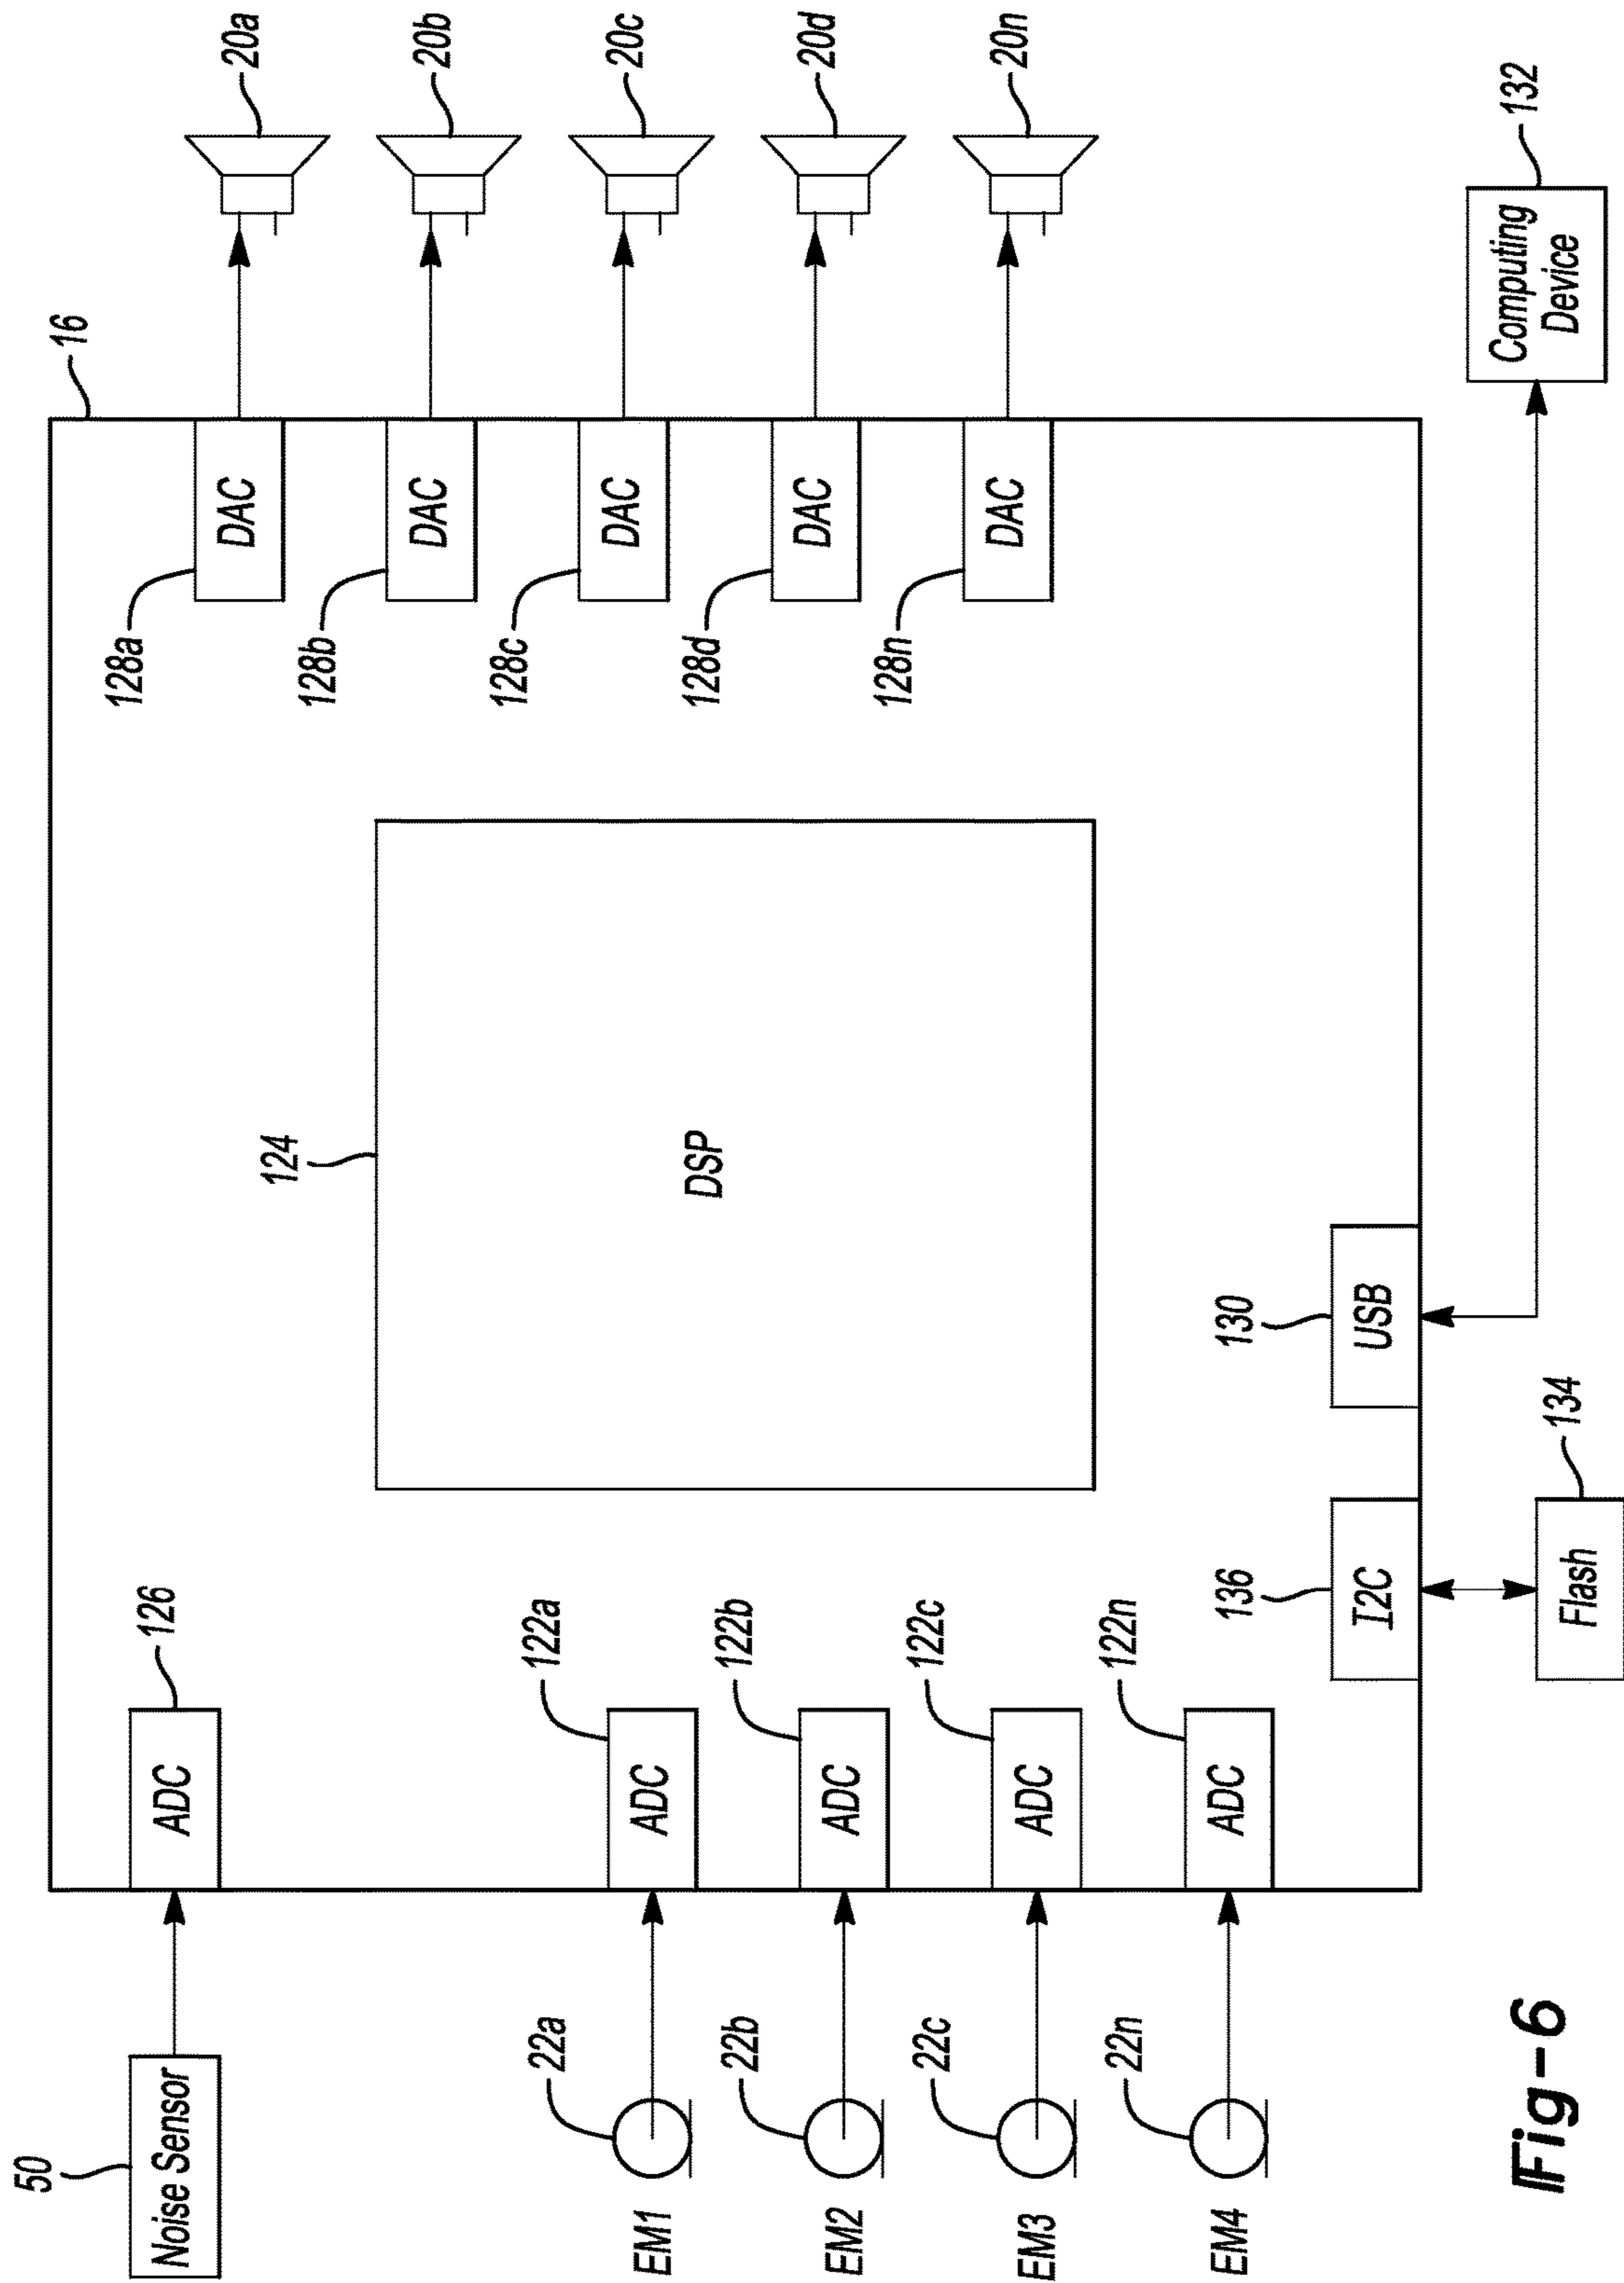 16
50
Noise Sensor
ADC
126
124
DSP
128a
DAC
20a
128b
DAC
20b
128c
DAC
20c
128d
DAC
20d
128n
DAC
20n
EM1
22a
ADC
122a
EM2
22b
ADC
122b
EM3
22c
ADC
122c
EM4
22n
ADC
122n
136
I2C
130
USB
Flash
134
Computing
Device
132
Fig-6